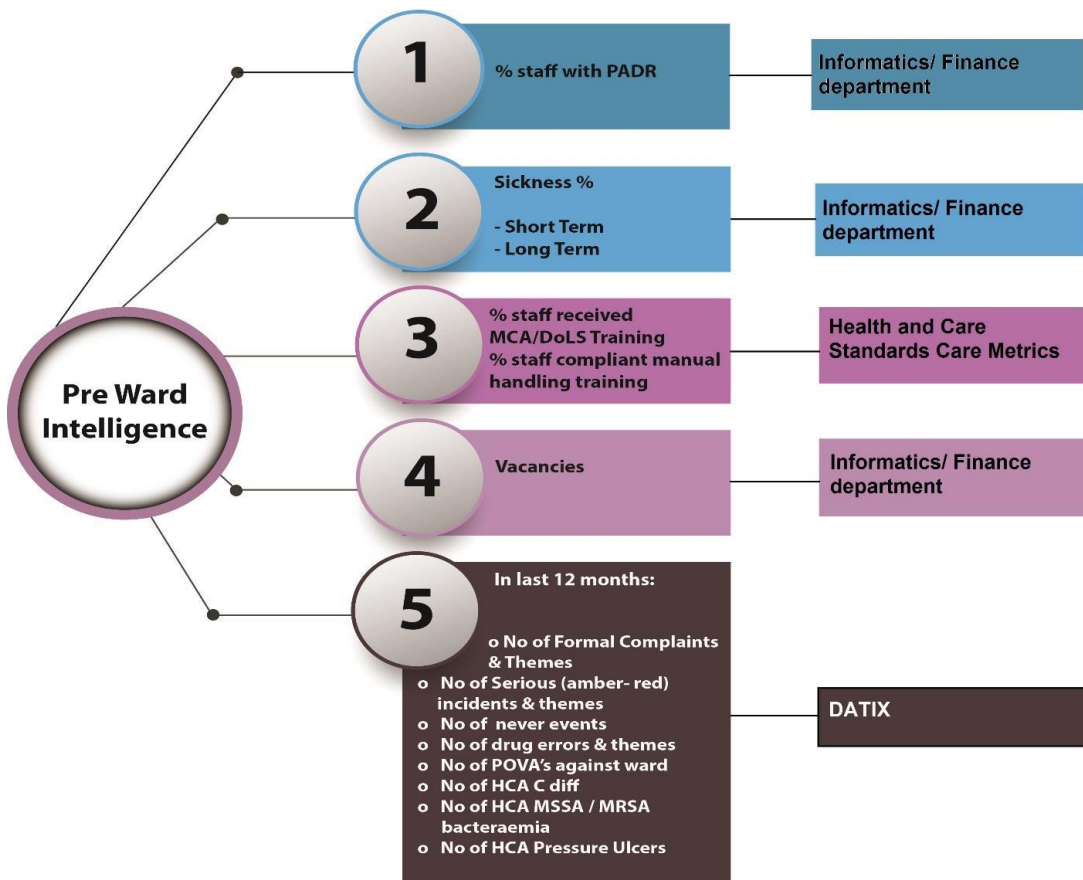 Pre Ward
Intelligence
1
% staff with PADR
Informatics/ Finance
department
2
Sickness %
- Short Term
- Long Term
Informatics/ Finance
department
3
% staff received
MCA/DoLS Training
% staff compliant manual
handling training
Health and Care
Standards Care Metrics
4
Vacancies
Informatics/ Finance
department
5
In last 12 months:
o No of Formal Complaints
& Themes
o No of Serious (amber- red)
incidents & themes
o No of never events
o No of drug errors & themes
o No of POVA’s against ward
o No of HCA C diff
o No of HCA MSSA / MRSA
bacteraemia
o No of HCA Pressure Ulcers
DATIX